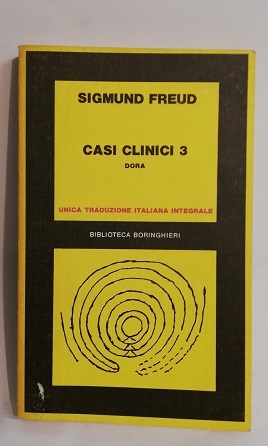 SIGMUND FREUD
CASI CLINICI 3
DORA
UNICA TRADUZIONE ITALIANA INTEGRALE
BIBLIOTECA BORINGHIERI